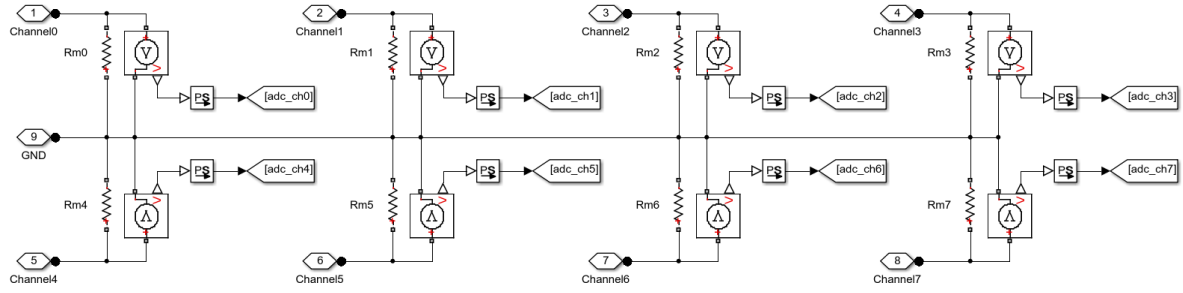 1 2 3 4
Channel0 Channel1 Channel2 Channel3
Rm0 V Rm1 V Rm2 V Rm3 V
PS [adc_ch0] PS [adc_ch1] PS [adc_ch2] PS [adc_ch3]
9
GND
PS [adc_ch4] PS [adc_ch5] PS [adc_ch6] PS [adc_ch7]
Rm4 V Rm5 V Rm6 V Rm7 V
5 6 7 8
Channel4 Channel5 Channel6 Channel7